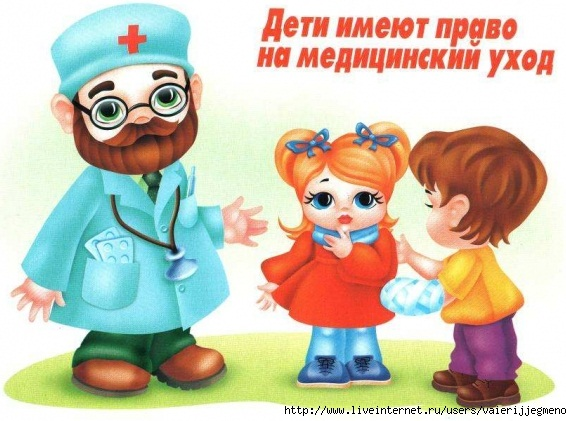 Дети имеют право
на медицинский уход
http://www.liveinternet.ru/users/valerijjegmeno